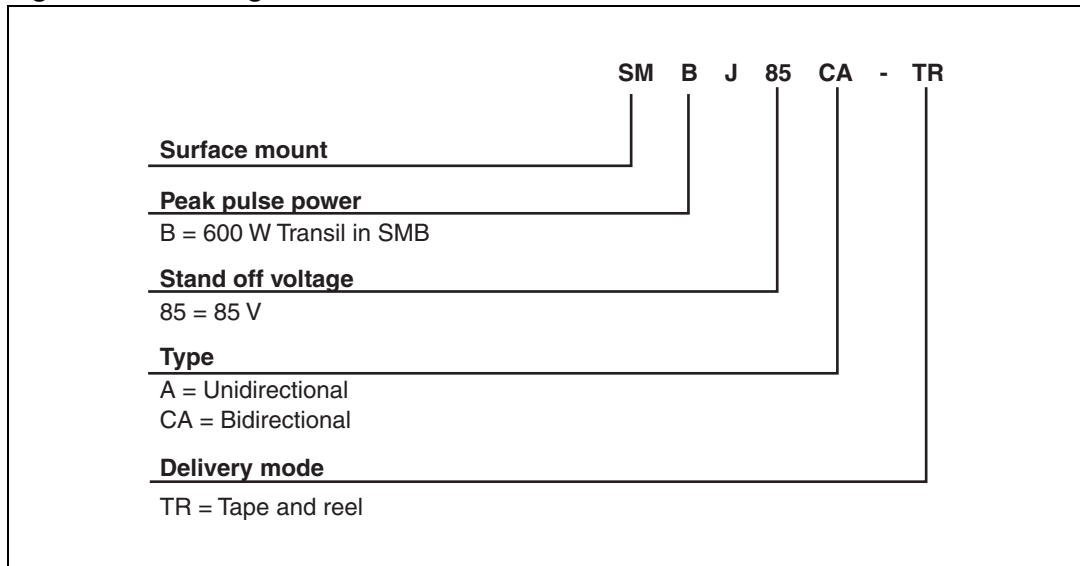 SM B J 85 CA - TR
Surface mount
Peak pulse power
B = 600 W Transil in SMB
Stand off voltage
85 = 85 V
Type
A = Unidirectional
CA = Bidirectional
Delivery mode
TR = Tape and reel